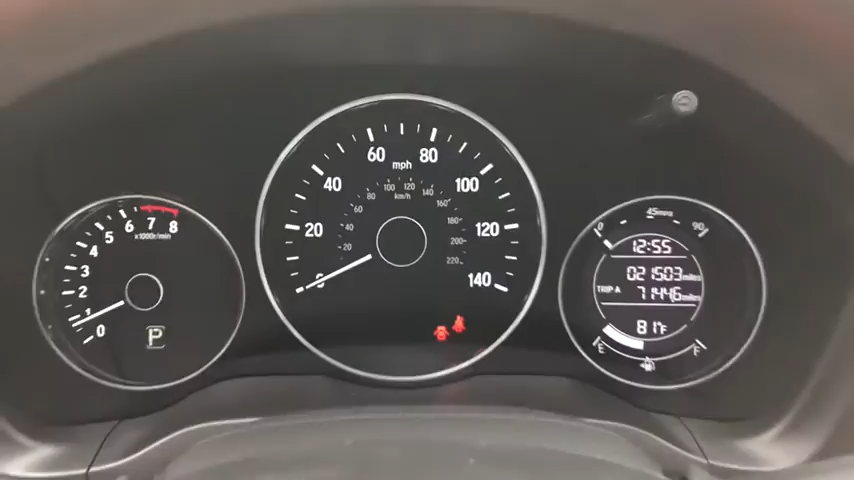 8
7
6
5
4
3
2
1
0
x1000r/min
P
0
20
40
60
80
100
120
140
mph
20
40
60
80
100
120
140
160
180
200
220
km/h
0
45mpg
90
12:55
021503 miles
TRIP A
7144.6 miles
81°F
E
F